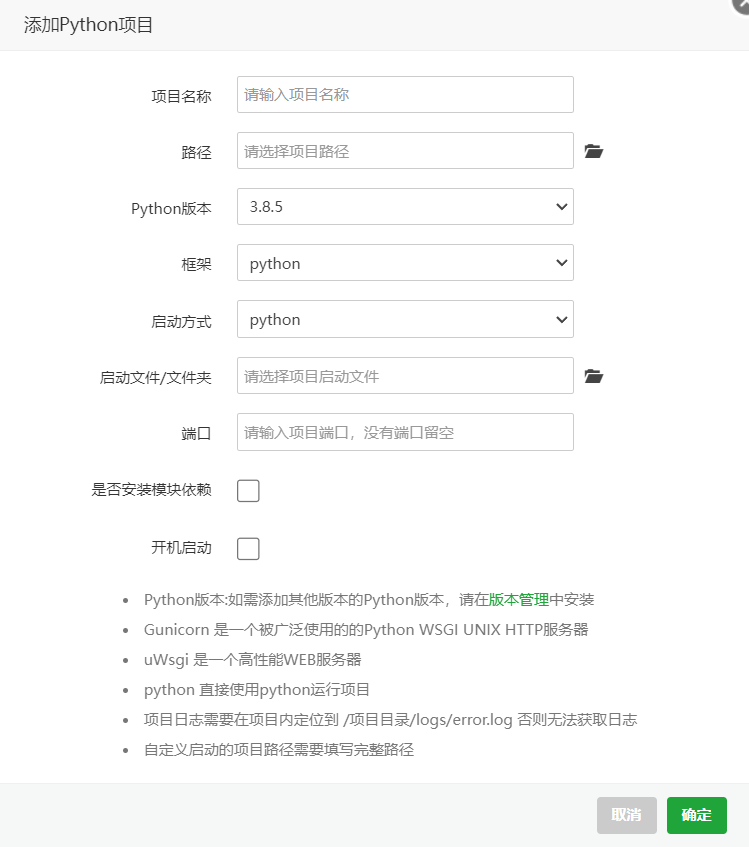 添加Python项目
项目名称 请输入项目名称
路径 请选择项目路径
Python版本 3.8.5
框架 python
启动方式 python
启动文件/文件夹 请选择项目启动文件
端口 请输入项目端口，没有端口留空
是否安装模块依赖
开机启动
Python版本:如需添加其他版本的Python版本，请在版本管理中安装
Gunicorn 是一个被广泛使用的的Python WSGI UNIX HTTP服务器
uWsgi 是一个高性能WEB服务器
python 直接使用python运行项目
项目日志需要在项目内定位到 /项目目录/logs/error.log 否则无法获取日志
自定义启动的项目路径需要填写完整路径
取消 确定